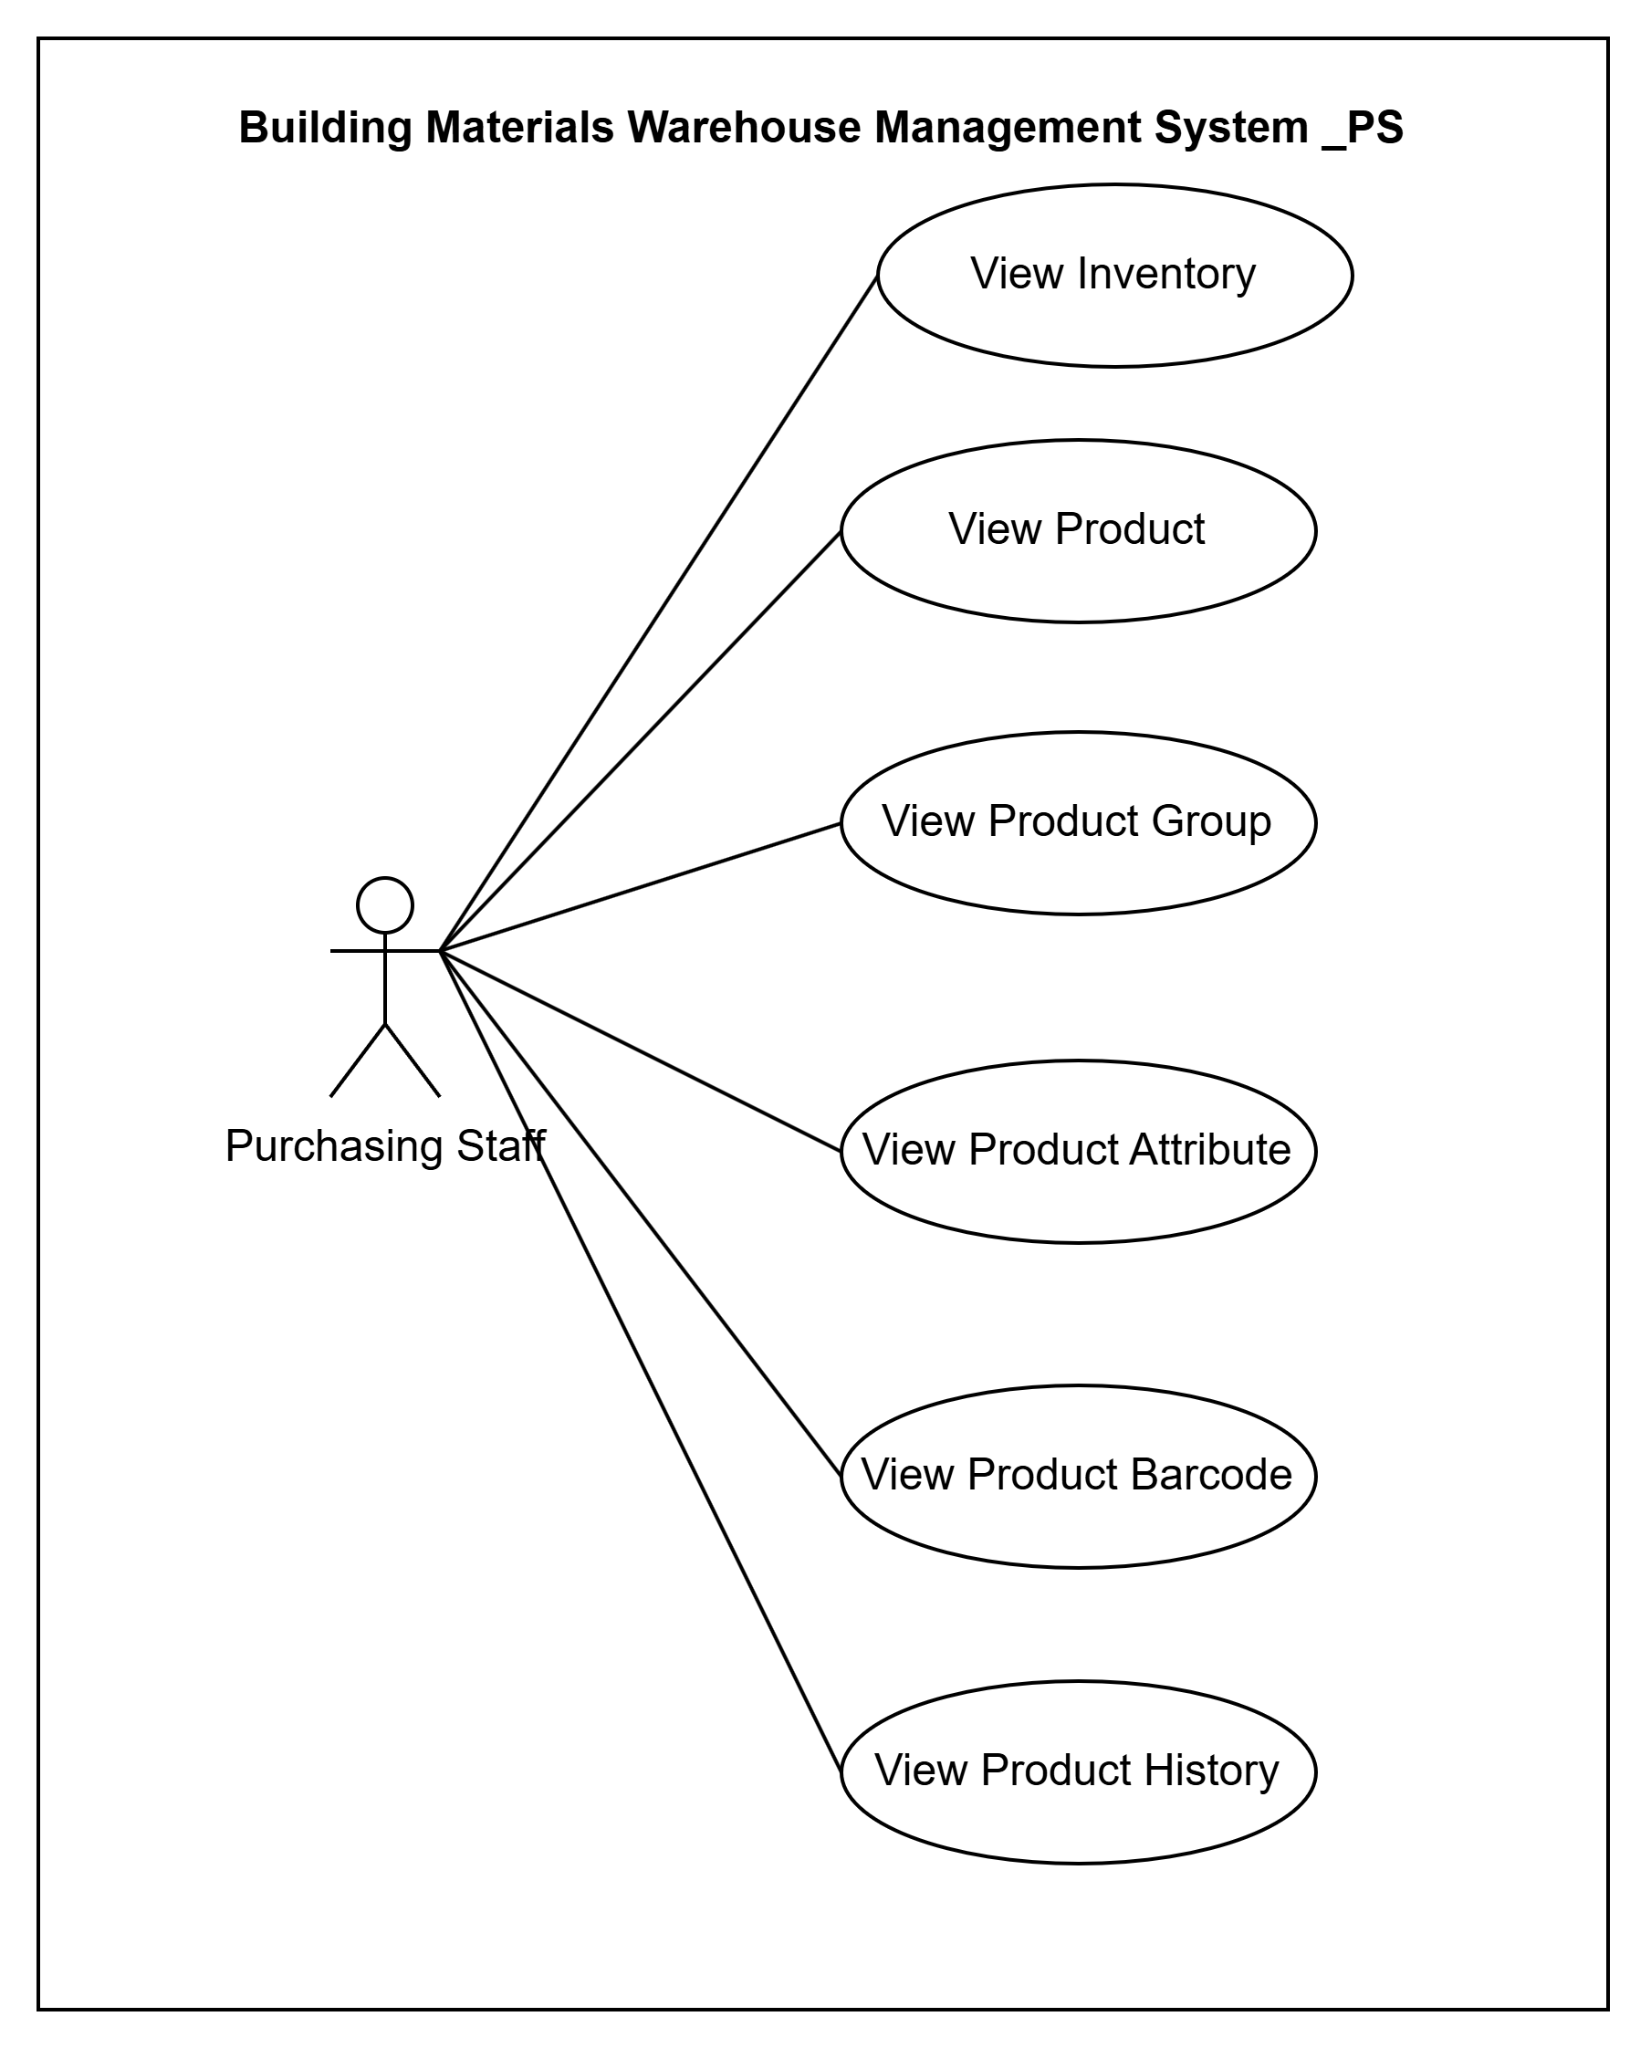 Building Materials Warehouse Management System _PS
View Inventory
View Product
View Product Group
Purchasing Staff
View Product Attribute
View Product Barcode
View Product History